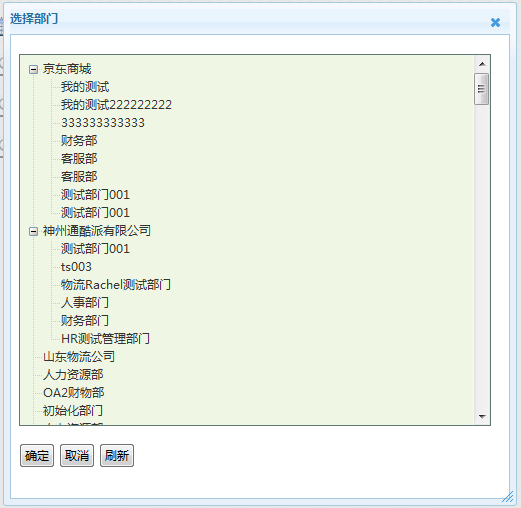 选择部门
京东商城
我的测试
我的测试222222222
333333333333
财务部
客服部
客服部
测试部门001
测试部门001
神州通酷派有限公司
测试部门001
ts003
物流Rachel测试部门
人事部门
财务部门
HR测试管理部门
山东物流公司
人力资源部
OA2财物部
初始化部门
确定 取消 刷新